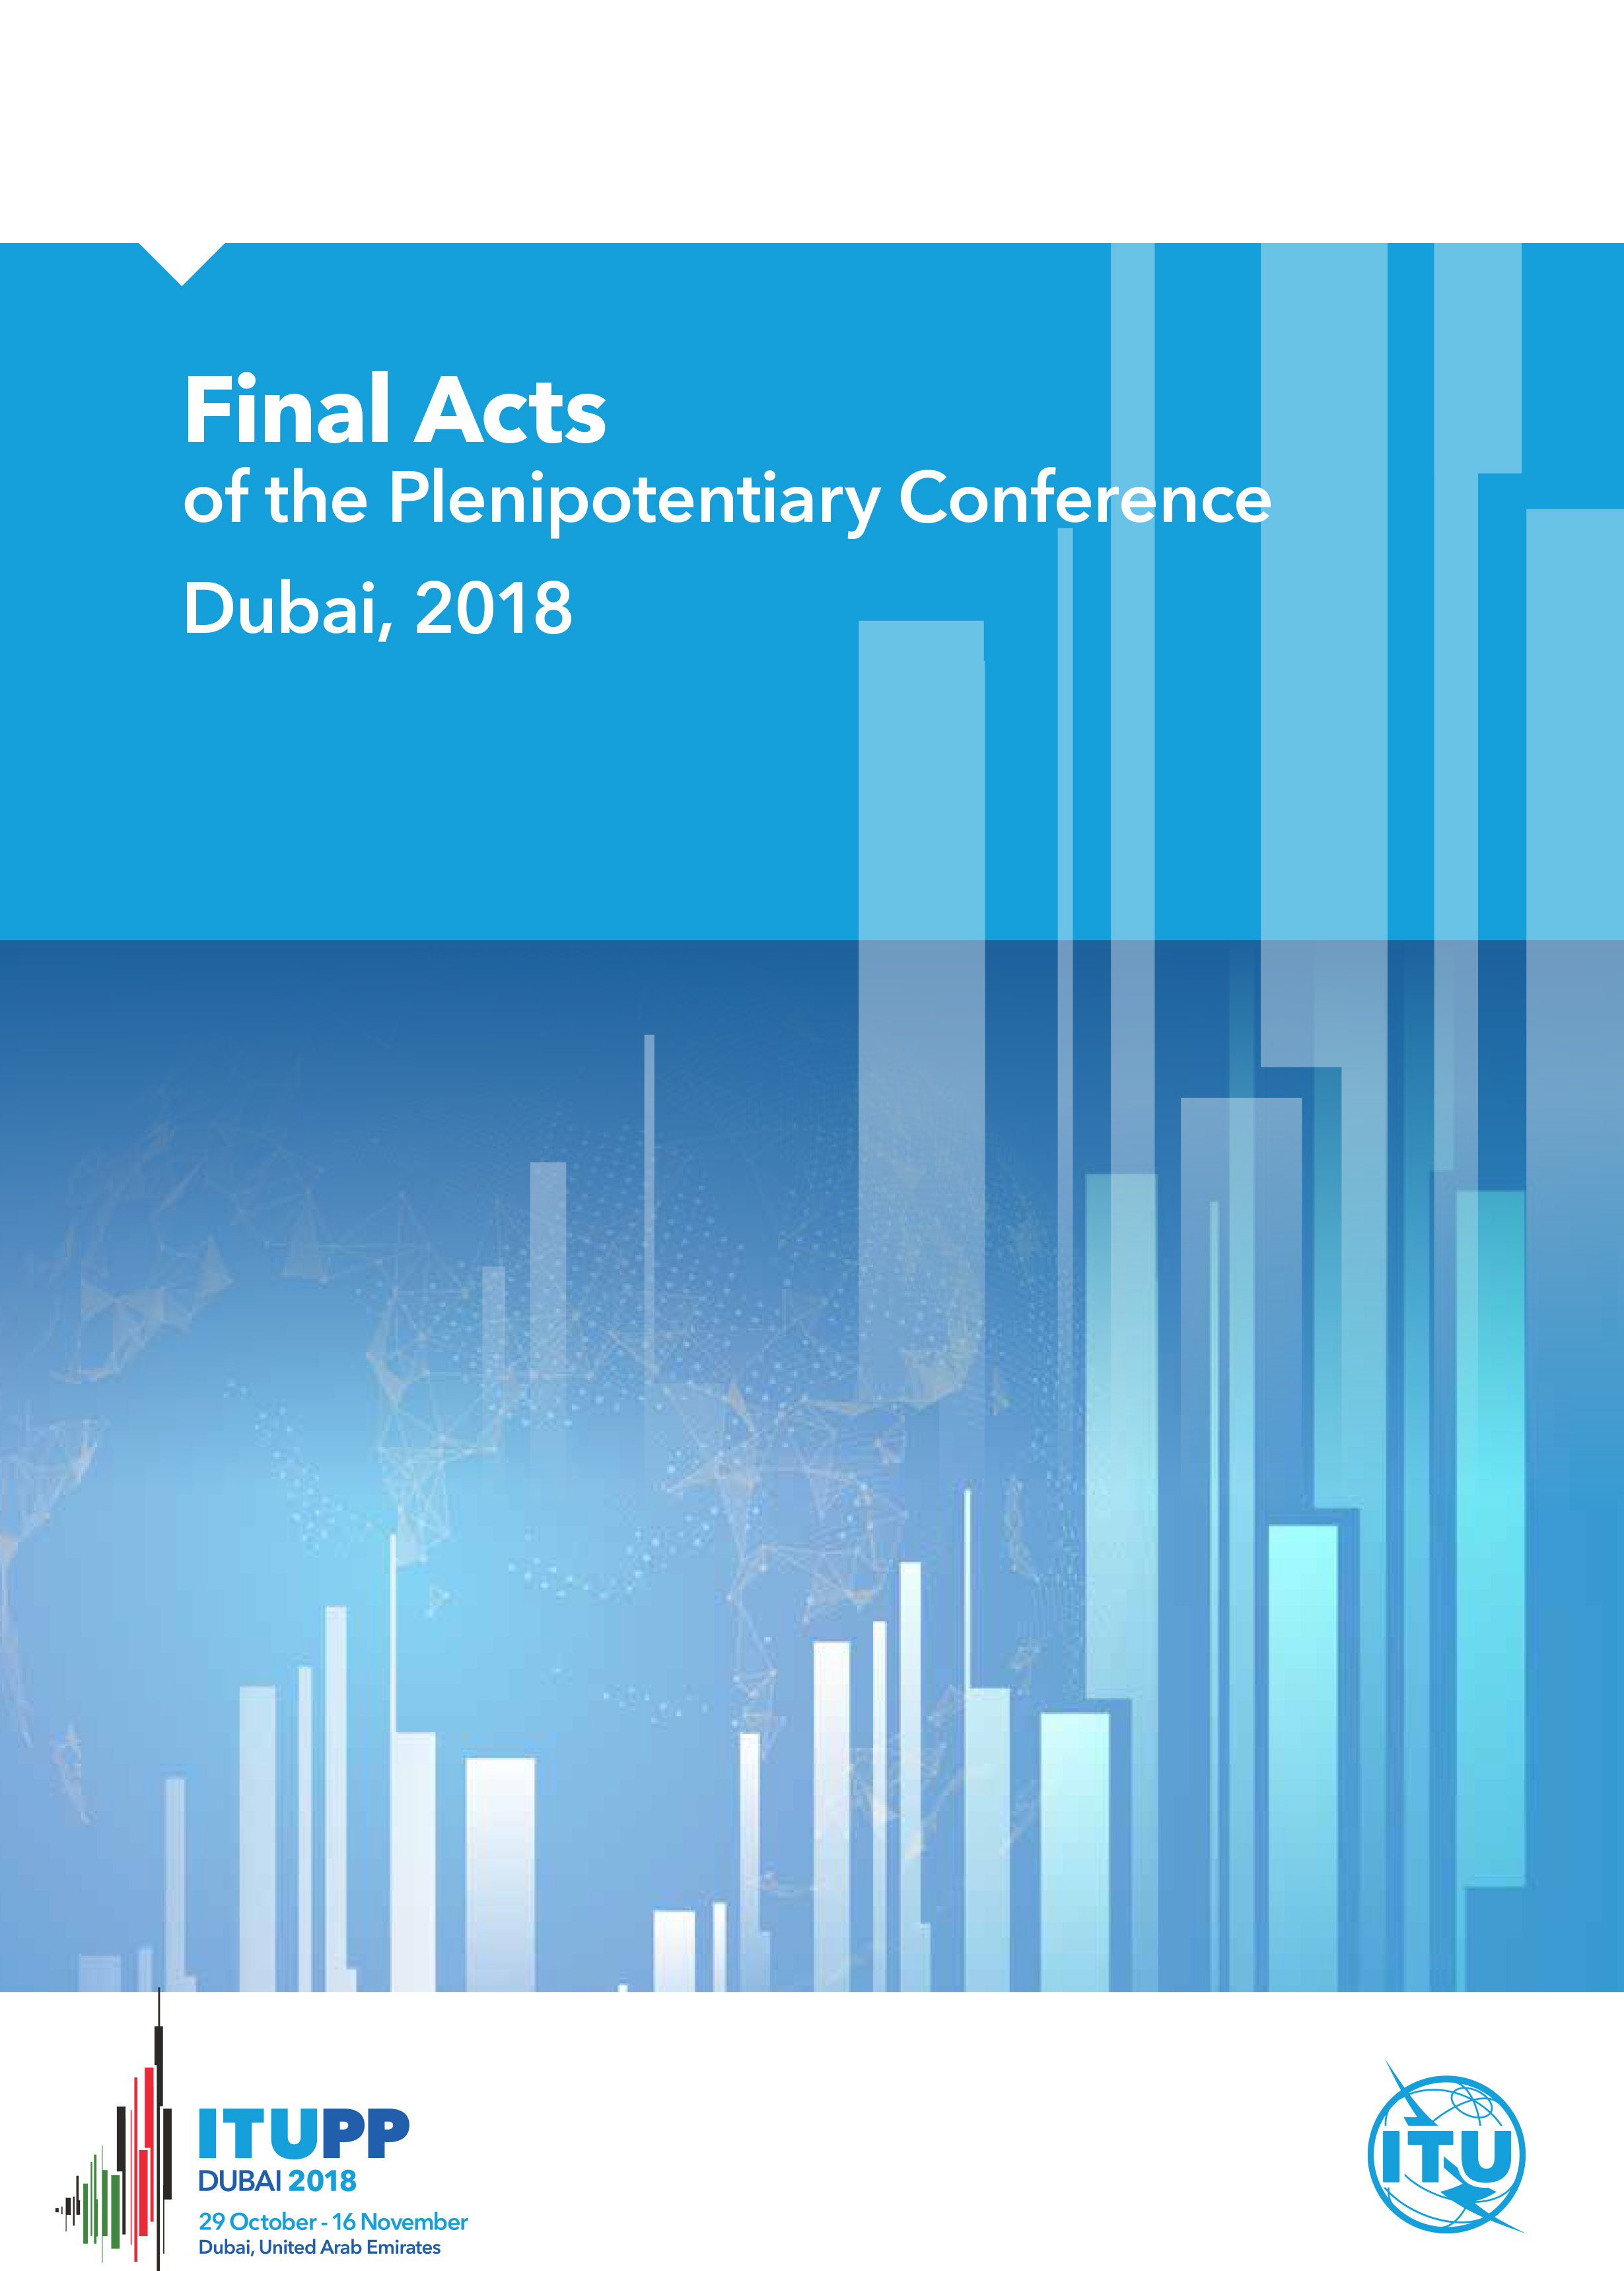 Final Acts
of the Plenipotentiary Conference
Dubai, 2018
ITUPP
DUBAI 2018
29 October - 16 November
Dubai, United Arab Emirates
ITU